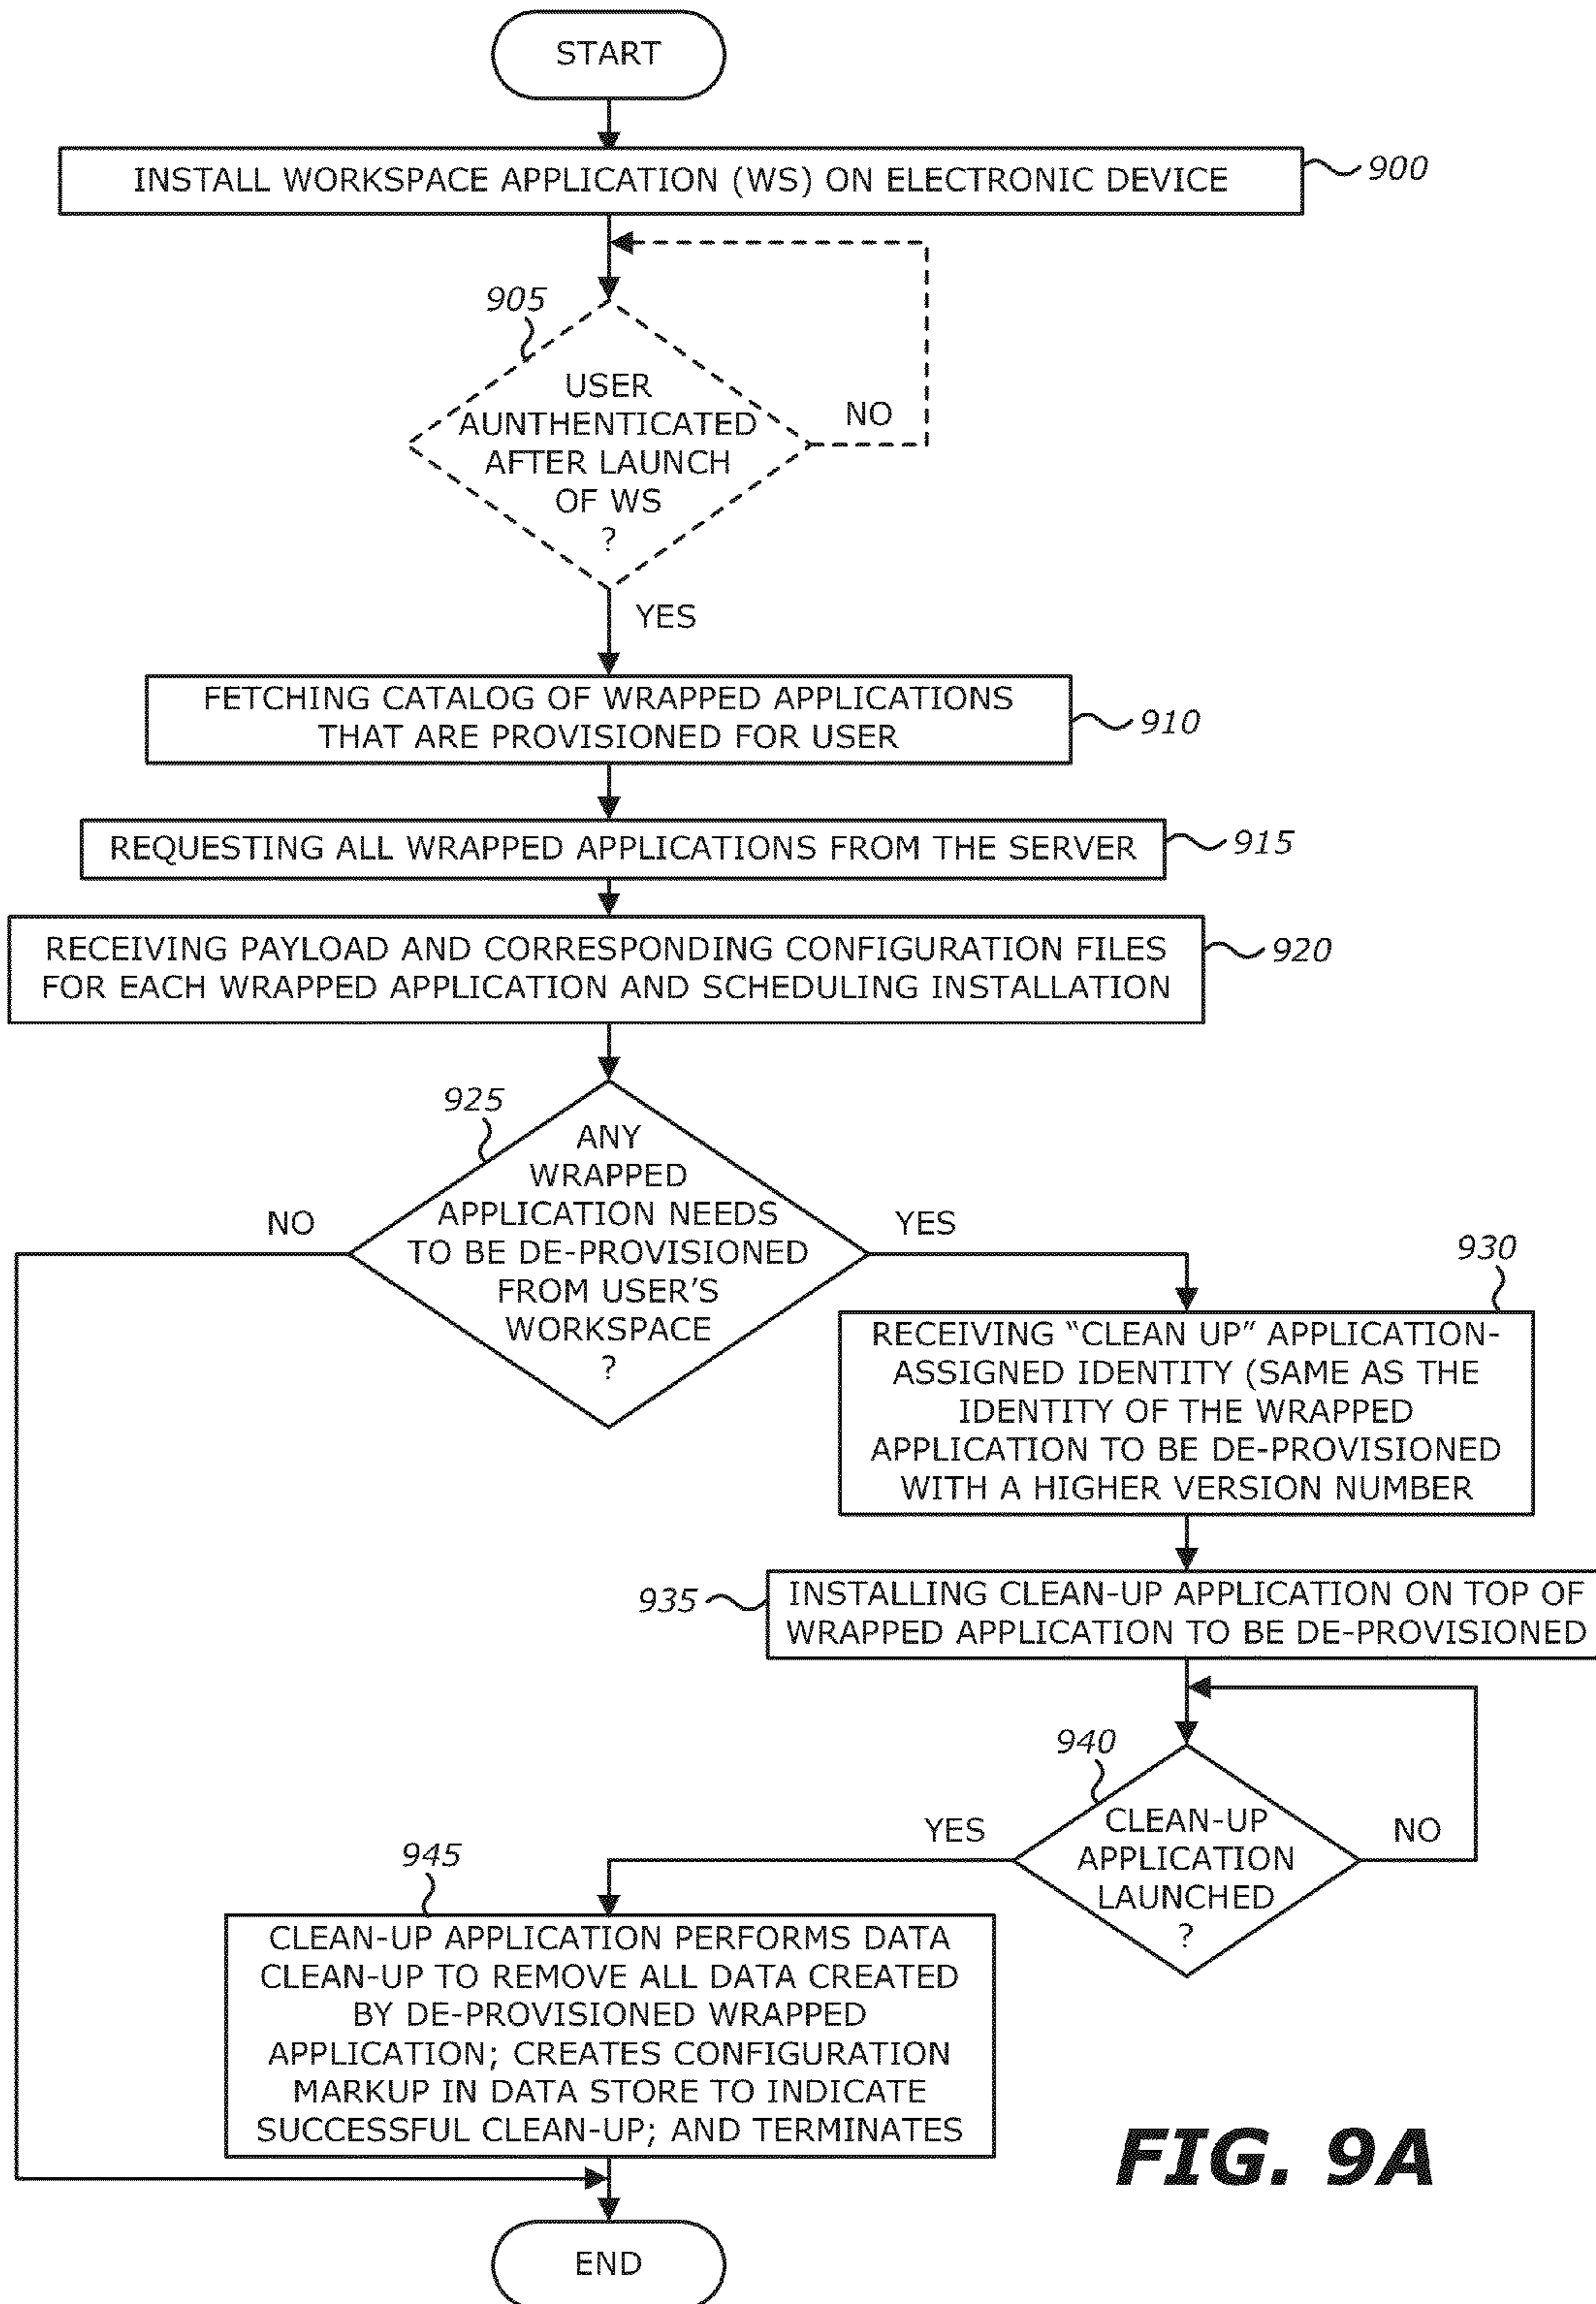 START
INSTALL WORKSPACE APPLICATION (WS) ON ELECTRONIC DEVICE
900
905
USER
AUNTHENTICATED
AFTER LAUNCH
OF WS
?
NO
YES
FETCHING CATALOG OF WRAPPED APPLICATIONS
THAT ARE PROVISIONED FOR USER
910
REQUESTING ALL WRAPPED APPLICATIONS FROM THE SERVER
915
RECEIVING PAYLOAD AND CORRESPONDING CONFIGURATION FILES
FOR EACH WRAPPED APPLICATION AND SCHEDULING INSTALLATION
920
925
ANY
WRAPPED
APPLICATION NEEDS
TO BE DE-PROVISIONED
FROM USER'S
WORKSPACE
?
NO
YES
930
RECEIVING “CLEAN UP” APPLICATION-
ASSIGNED IDENTITY (SAME AS THE
IDENTITY OF THE WRAPPED
APPLICATION TO BE DE-PROVISIONED
WITH A HIGHER VERSION NUMBER
935
INSTALLING CLEAN-UP APPLICATION ON TOP OF
WRAPPED APPLICATION TO BE DE-PROVISIONED
940
CLEAN-UP
APPLICATION
LAUNCHED
?
YES
NO
945
CLEAN-UP APPLICATION PERFORMS DATA
CLEAN-UP TO REMOVE ALL DATA CREATED
BY DE-PROVISIONED WRAPPED
APPLICATION; CREATES CONFIGURATION
MARKUP IN DATA STORE TO INDICATE
SUCCESSFUL CLEAN-UP; AND TERMINATES
END
FIG. 9A